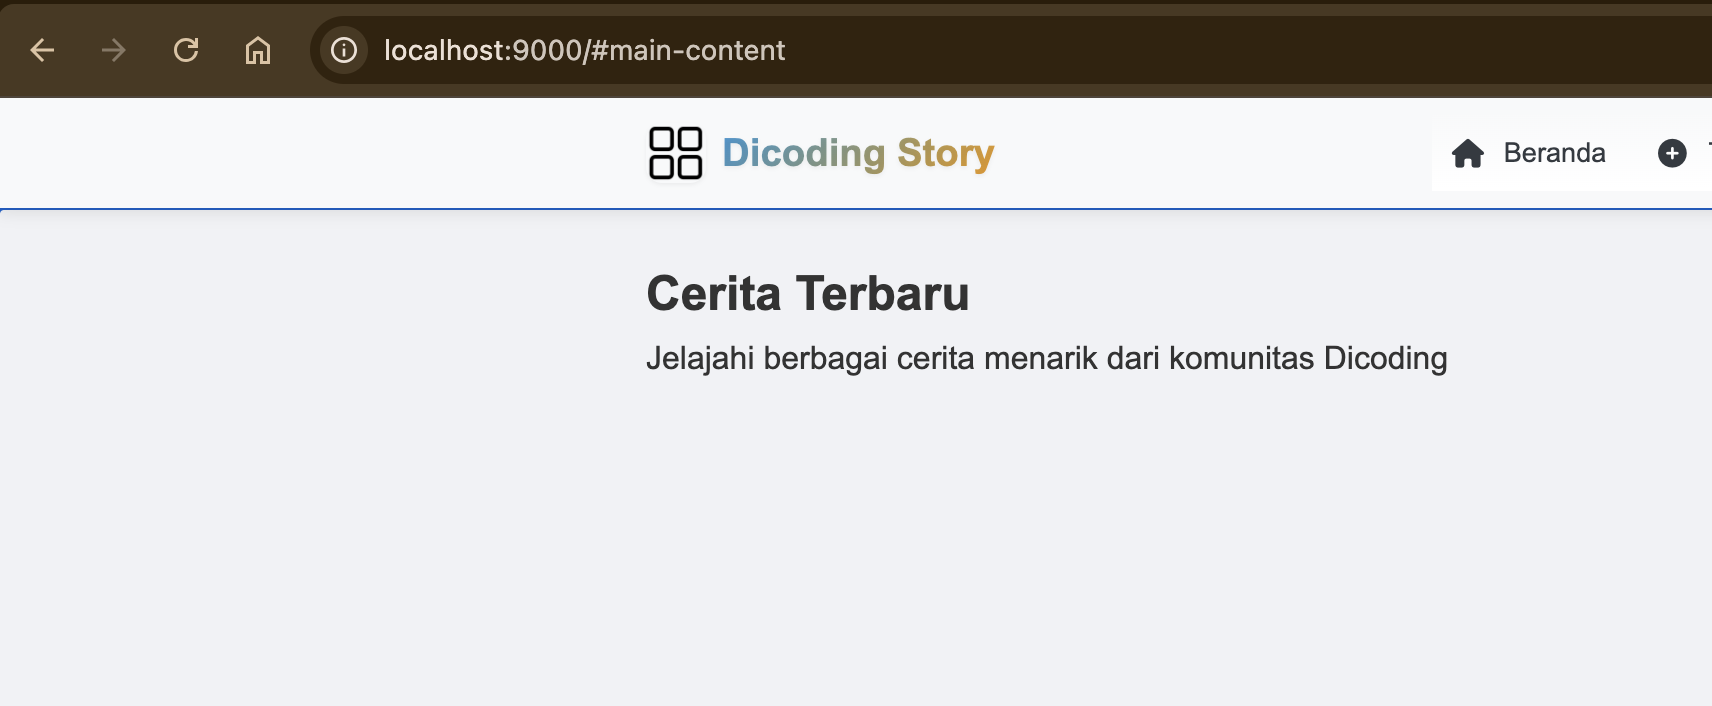 localhost:9000/#main-content
Dicoding Story
Beranda
Cerita Terbaru
Jelajahi berbagai cerita menarik dari komunitas Dicoding